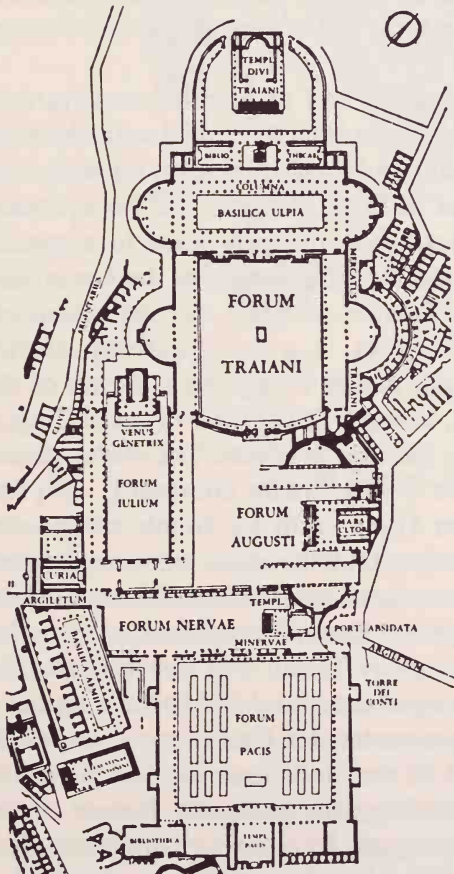 TEMPL
DIVI
TRAIANI
BIBLIO
THECAE
COLUMNA
BASILICA ULPIA
MERCATUS
TRAIANI
FORUM
TRAIANI
CLIVUS
ARGENTARIUS
VENUS
GENETRIX
FORUM
IULIUM
FORUM
AUGUSTI
MARS
ULTOR
CURIA
ARGILETUM
FORUM NERVAE
TEMPL.
MINERVAE
PORT. ABSIDATA
ARGILETUM
BASILICA AEMILIA
TORRE
DEI
CONTI
FORUM
PACIS
BIBLIOTHECA
TEMPL
PACIS